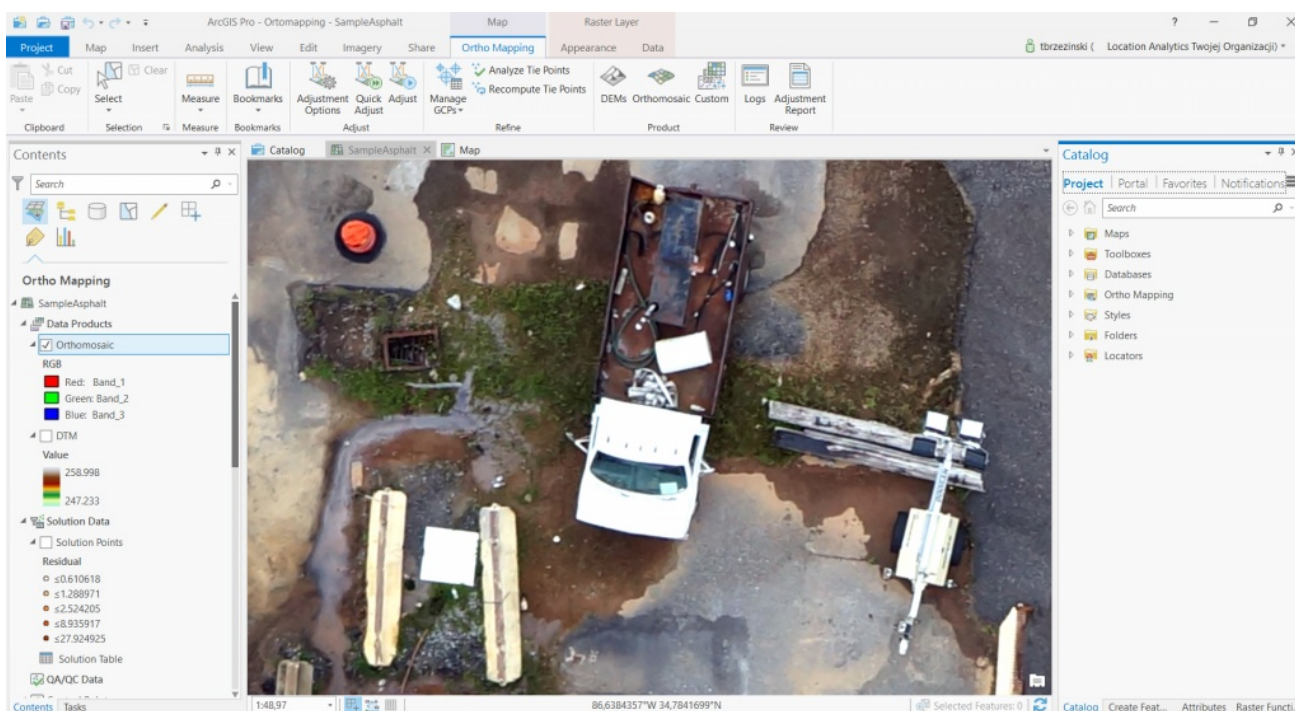 ArcGIS Pro - Ortomapping - SampleAsphalt
Map
Raster Layer
?
Project Map Insert Analysis View Edit Imagery Share Ortho Mapping Appearance Data
tbrzezinski ( Location Analytics Twojej Organizacji)
Paste
Cut
Copy
Clipboard
Select
Clear
Selection
Measure
Measure
Bookmarks
Bookmarks
Adjustment Options
Quick Adjust
Adjust
Adjust
Manage GCPs
Analyze Tie Points
Recompute Tie Points
Refine
DEMs Orthomosaic Custom
Product
Logs
Adjustment Report
Review
Contents
Search
Ortho Mapping
SampleAsphalt
Data Products
Orthomosaic
RGB
Red: Band_1
Green: Band_2
Blue: Band_3
DTM
Value
258.998
247.233
Solution Data
Solution Points
Residual
≤0.610618
≤1.288971
≤2.524205
≤8.935917
≤27.924925
Solution Table
QA/QC Data
Contents Tasks
Catalog SampleAsphalt Map
1:48,97
86,6384357°W 34,7841699°N
Selected Features: 0
Catalog
Project Portal Favorites Notifications
Search
Maps
Toolboxes
Databases
Ortho Mapping
Styles
Folders
Locators
Catalog Create Feat... Attributes Raster Functi...